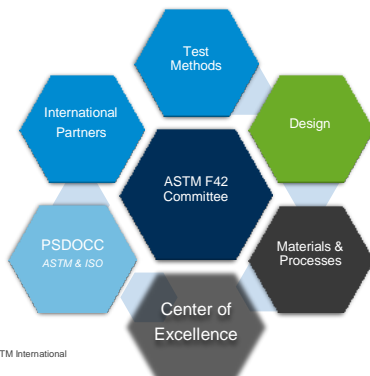 Test
Methods
International
Partners
Design
ASTM F42
Committee
PSDOCC
ASTM & ISO
Materials &
Processes
Center of
Excellence
TM International